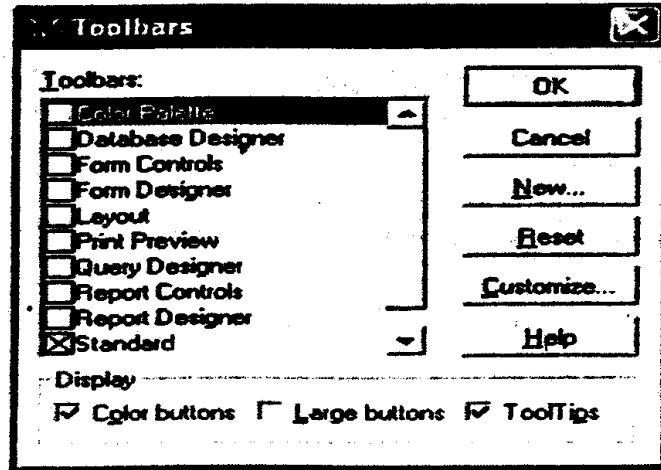 Toolbars
Toolbars:
Color Palette
Database Designer
Form Controls
Form Designer
Layout
Print Preview
Query Designer
Report Controls
Report Designer
Standard
OK
Cancel
New...
Reset
Customize...
Help
Display
Color buttons Large buttons ToolTips